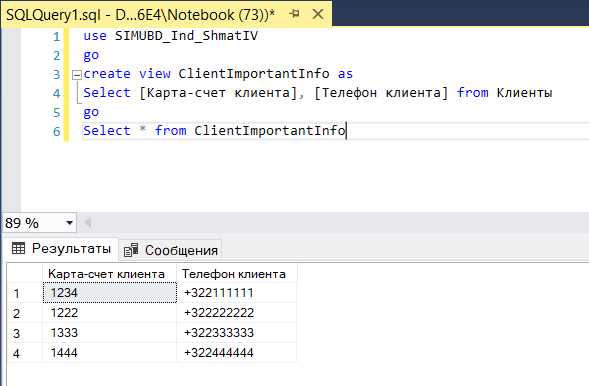 SQLQuery1.sql - D...6E4\Notebook (73))*
1 use SIMUBD_Ind_ShmatIV
2 go
3 create view ClientImportantInfo as
4 Select [Карта-счет клиента], [Телефон клиента] from Клиенты
5 go
6 Select * from ClientImportantInfo
89 %
Результаты Сообщения
Карта-счет клиента Телефон клиента
1 1234 +322111111
2 1222 +322222222
3 1333 +322333333
4 1444 +322444444